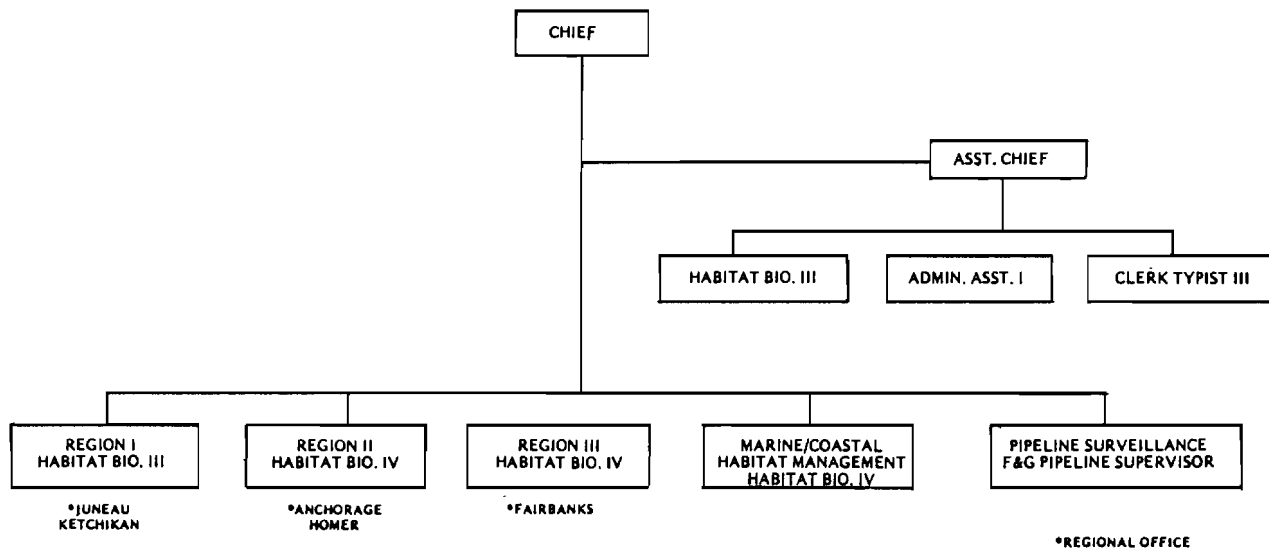 CHIEF
ASST. CHIEF
HABITAT BIO. III
ADMIN. ASST. I
CLERK TYPIST III
REGION I
HABITAT BIO. III
REGION II
HABITAT BIO. IV
REGION III
HABITAT BIO. IV
MARINE/COASTAL
HABITAT MANAGEMENT
HABITAT BIO. IV
PIPELINE SURVEILLANCE
F&G PIPELINE SUPERVISOR
*JUNEAU
KETCHIKAN
*ANCHORAGE
HOMER
*FAIRBANKS
*REGIONAL OFFICE